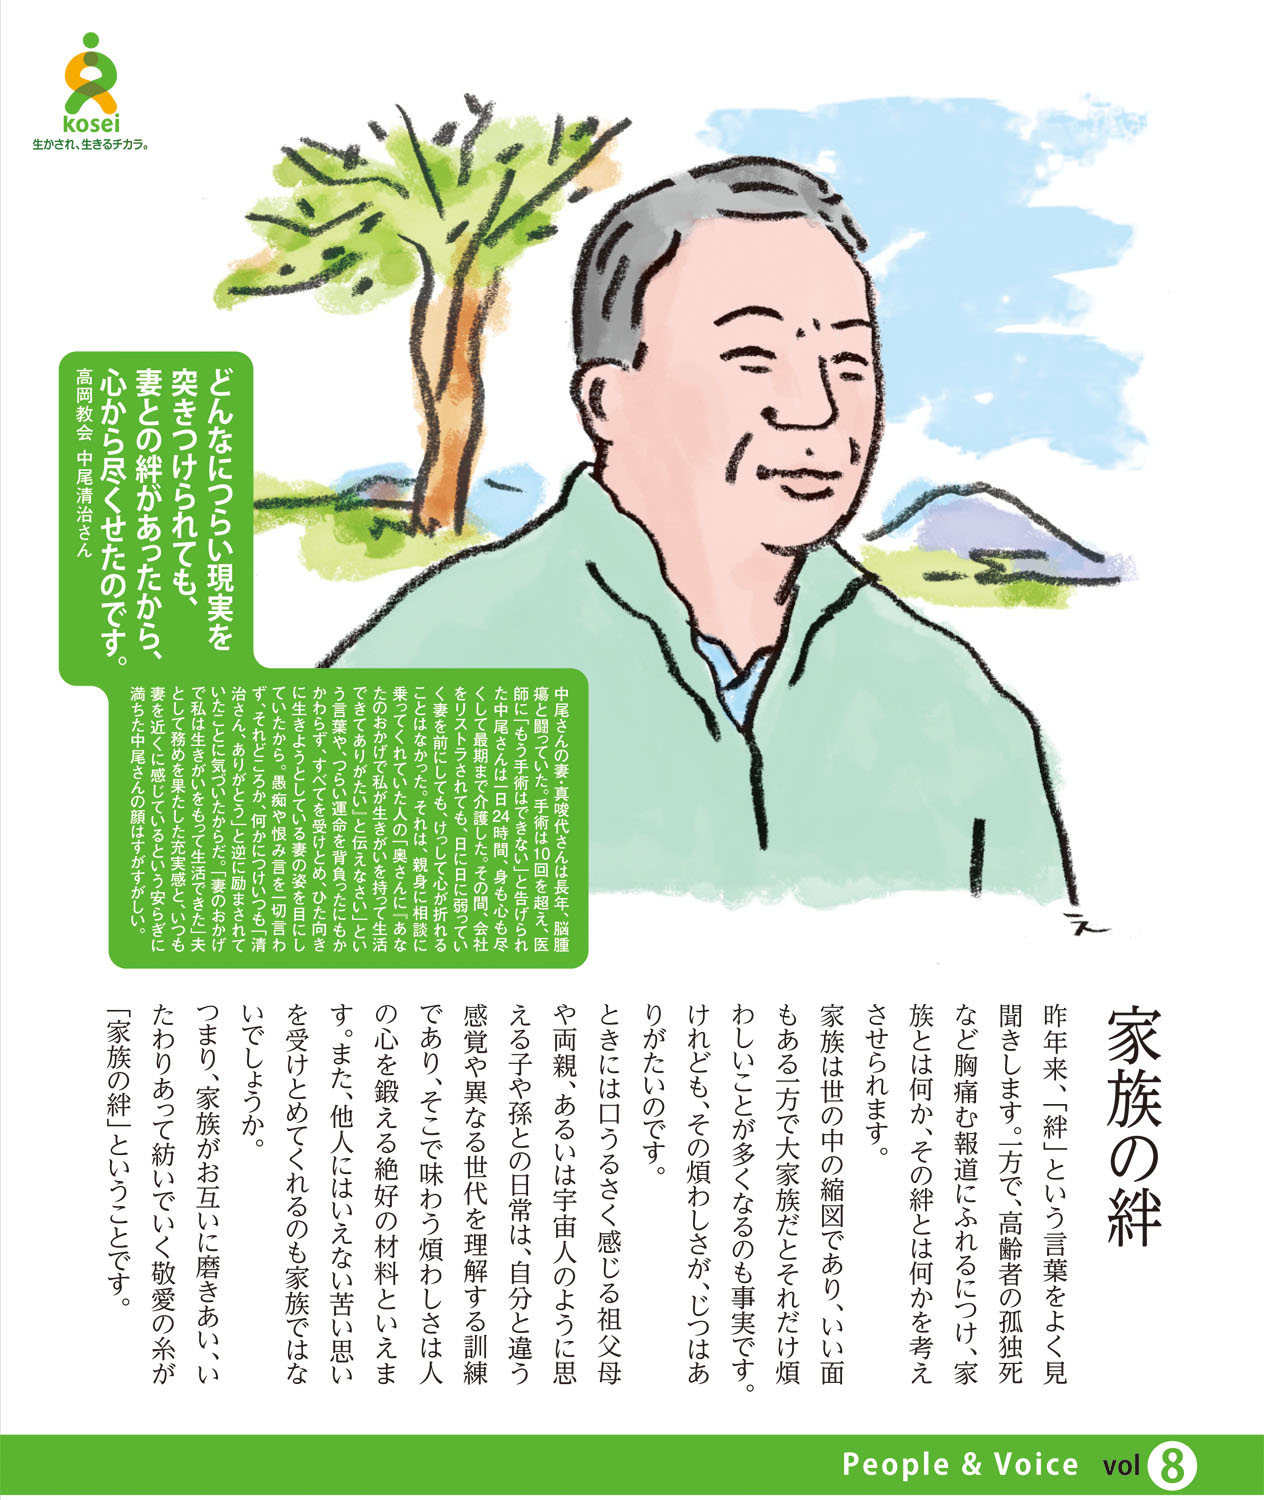 kosei
生かされ、生きるチカラ。
どんなにつらい現実を
突きつけられても、
妻との絆があったから、
心から尽くせたのです。
高岡教会 中尾清治さん
中尾さんの妻・真唆代さんは長年、脳腫
瘍と闘っていた。手術は10回を超え、医
師に「もう手術はできない」と告げられ
た中尾さんは一日24時間、身も心も尽
くして最期まで介護した。その間、会社
をリストラされても、日に日に弱ってい
く妻を前にしても、けっして心が折れる
ことはなかった。それは、親身に相談に
乗ってくれていた人の「奥さんに『あな
たのおかげで私が生きがいを持って生活
できてありがたい』と伝えなさい」とい
う言葉や、つらい運命を背負ったにもか
かわらず、すべてを受けとめ、ひた向き
に生きようとしている妻の姿を目にし
ていたから。愚痴や恨み言を一切言わ
ず、それどころか、何かにつけいつも「清
治さん、ありがとう」と逆に励まされて
いたことに気づいたからだ。「妻のおかげ
で私は生きがいをもって生活できた」夫
として務めを果たした充実感と、いつも
妻を近くに感じているという安らぎに
満ちた中尾さんの顔はすがすがしい。
家族の絆
昨年来、「絆」という言葉をよく見
聞きします。一方で、高齢者の孤独死
など胸痛む報道にふれるにつけ、家
族とは何か、その絆とは何かを考え
させられます。
家族は世の中の縮図であり、いい面
もある一方で大家族だとそれだけ煩
わしいことが多くなるのも事実です。
けれども、その煩わしさが、じつはあ
りがたいのです。
ときには口うるさく感じる祖父母
や両親、あるいは宇宙人のように思
える子や孫との日常は、自分と違う
感覚や異なる世代を理解する訓練
であり、そこで味わう煩わしさは人
の心を鍛える絶好の材料といえま
す。また、他人にはいえない苦い思い
を受けとめてくれるのも家族ではな
いでしょうか。
つまり、家族がお互いに磨きあい、い
たわりあって紡いでいく敬愛の糸が
「家族の絆」ということです。
People & Voice vol 8